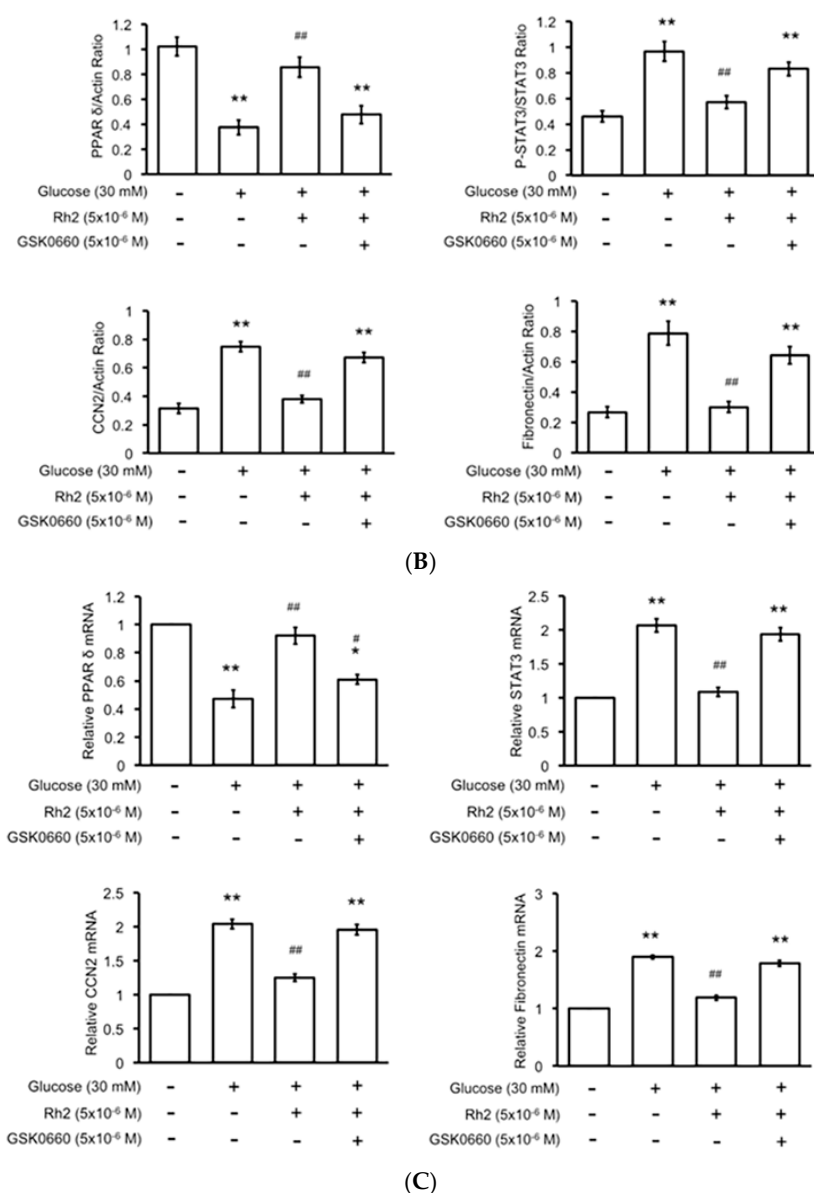 1.2
1
0.8
0.6
0.4
0.2
0
PPAR δ/Actin Ratio
**
##
**
Glucose (30 mM) - + + +
Rh2 (5x10⁻⁶ M) - - + +
GSK0660 (5x10⁻⁶ M) - - - +
1.2
1
0.8
0.6
0.4
0.2
0
P-STAT3/STAT3 Ratio
**
##
**
Glucose (30 mM) - + + +
Rh2 (5x10⁻⁶ M) - - + +
GSK0660 (5x10⁻⁶ M) - - - +
1
0.8
0.6
0.4
0.2
0
CCN2/Actin Ratio
**
##
**
Glucose (30 mM) - + + +
Rh2 (5x10⁻⁶ M) - - + +
GSK0660 (5x10⁻⁶ M) - - - +
1
0.8
0.6
0.4
0.2
0
Fibronectin/Actin Ratio
**
##
**
Glucose (30 mM) - + + +
Rh2 (5x10⁻⁶ M) - - + +
GSK0660 (5x10⁻⁶ M) - - - +
(B)
1.2
1
0.8
0.6
0.4
0.2
0
Relative PPAR δ mRNA
**
##
#
*
Glucose (30 mM) - + + +
Rh2 (5x10⁻⁶ M) - - + +
GSK0660 (5x10⁻⁶ M) - - - +
2.5
2
1.5
1
0.5
0
Relative STAT3 mRNA
**
##
**
Glucose (30 mM) - + + +
Rh2 (5x10⁻⁶ M) - - + +
GSK0660 (5x10⁻⁶ M) - - - +
2.5
2
1.5
1
0.5
0
Relative CCN2 mRNA
**
##
**
Glucose (30 mM) - + + +
Rh2 (5x10⁻⁶ M) - - + +
GSK0660 (5x10⁻⁶ M) - - - +
3
2
1
0
Relative Fibronectin mRNA
**
##
**
Glucose (30 mM) - + + +
Rh2 (5x10⁻⁶ M) - - + +
GSK0660 (5x10⁻⁶ M) - - - +
(C)